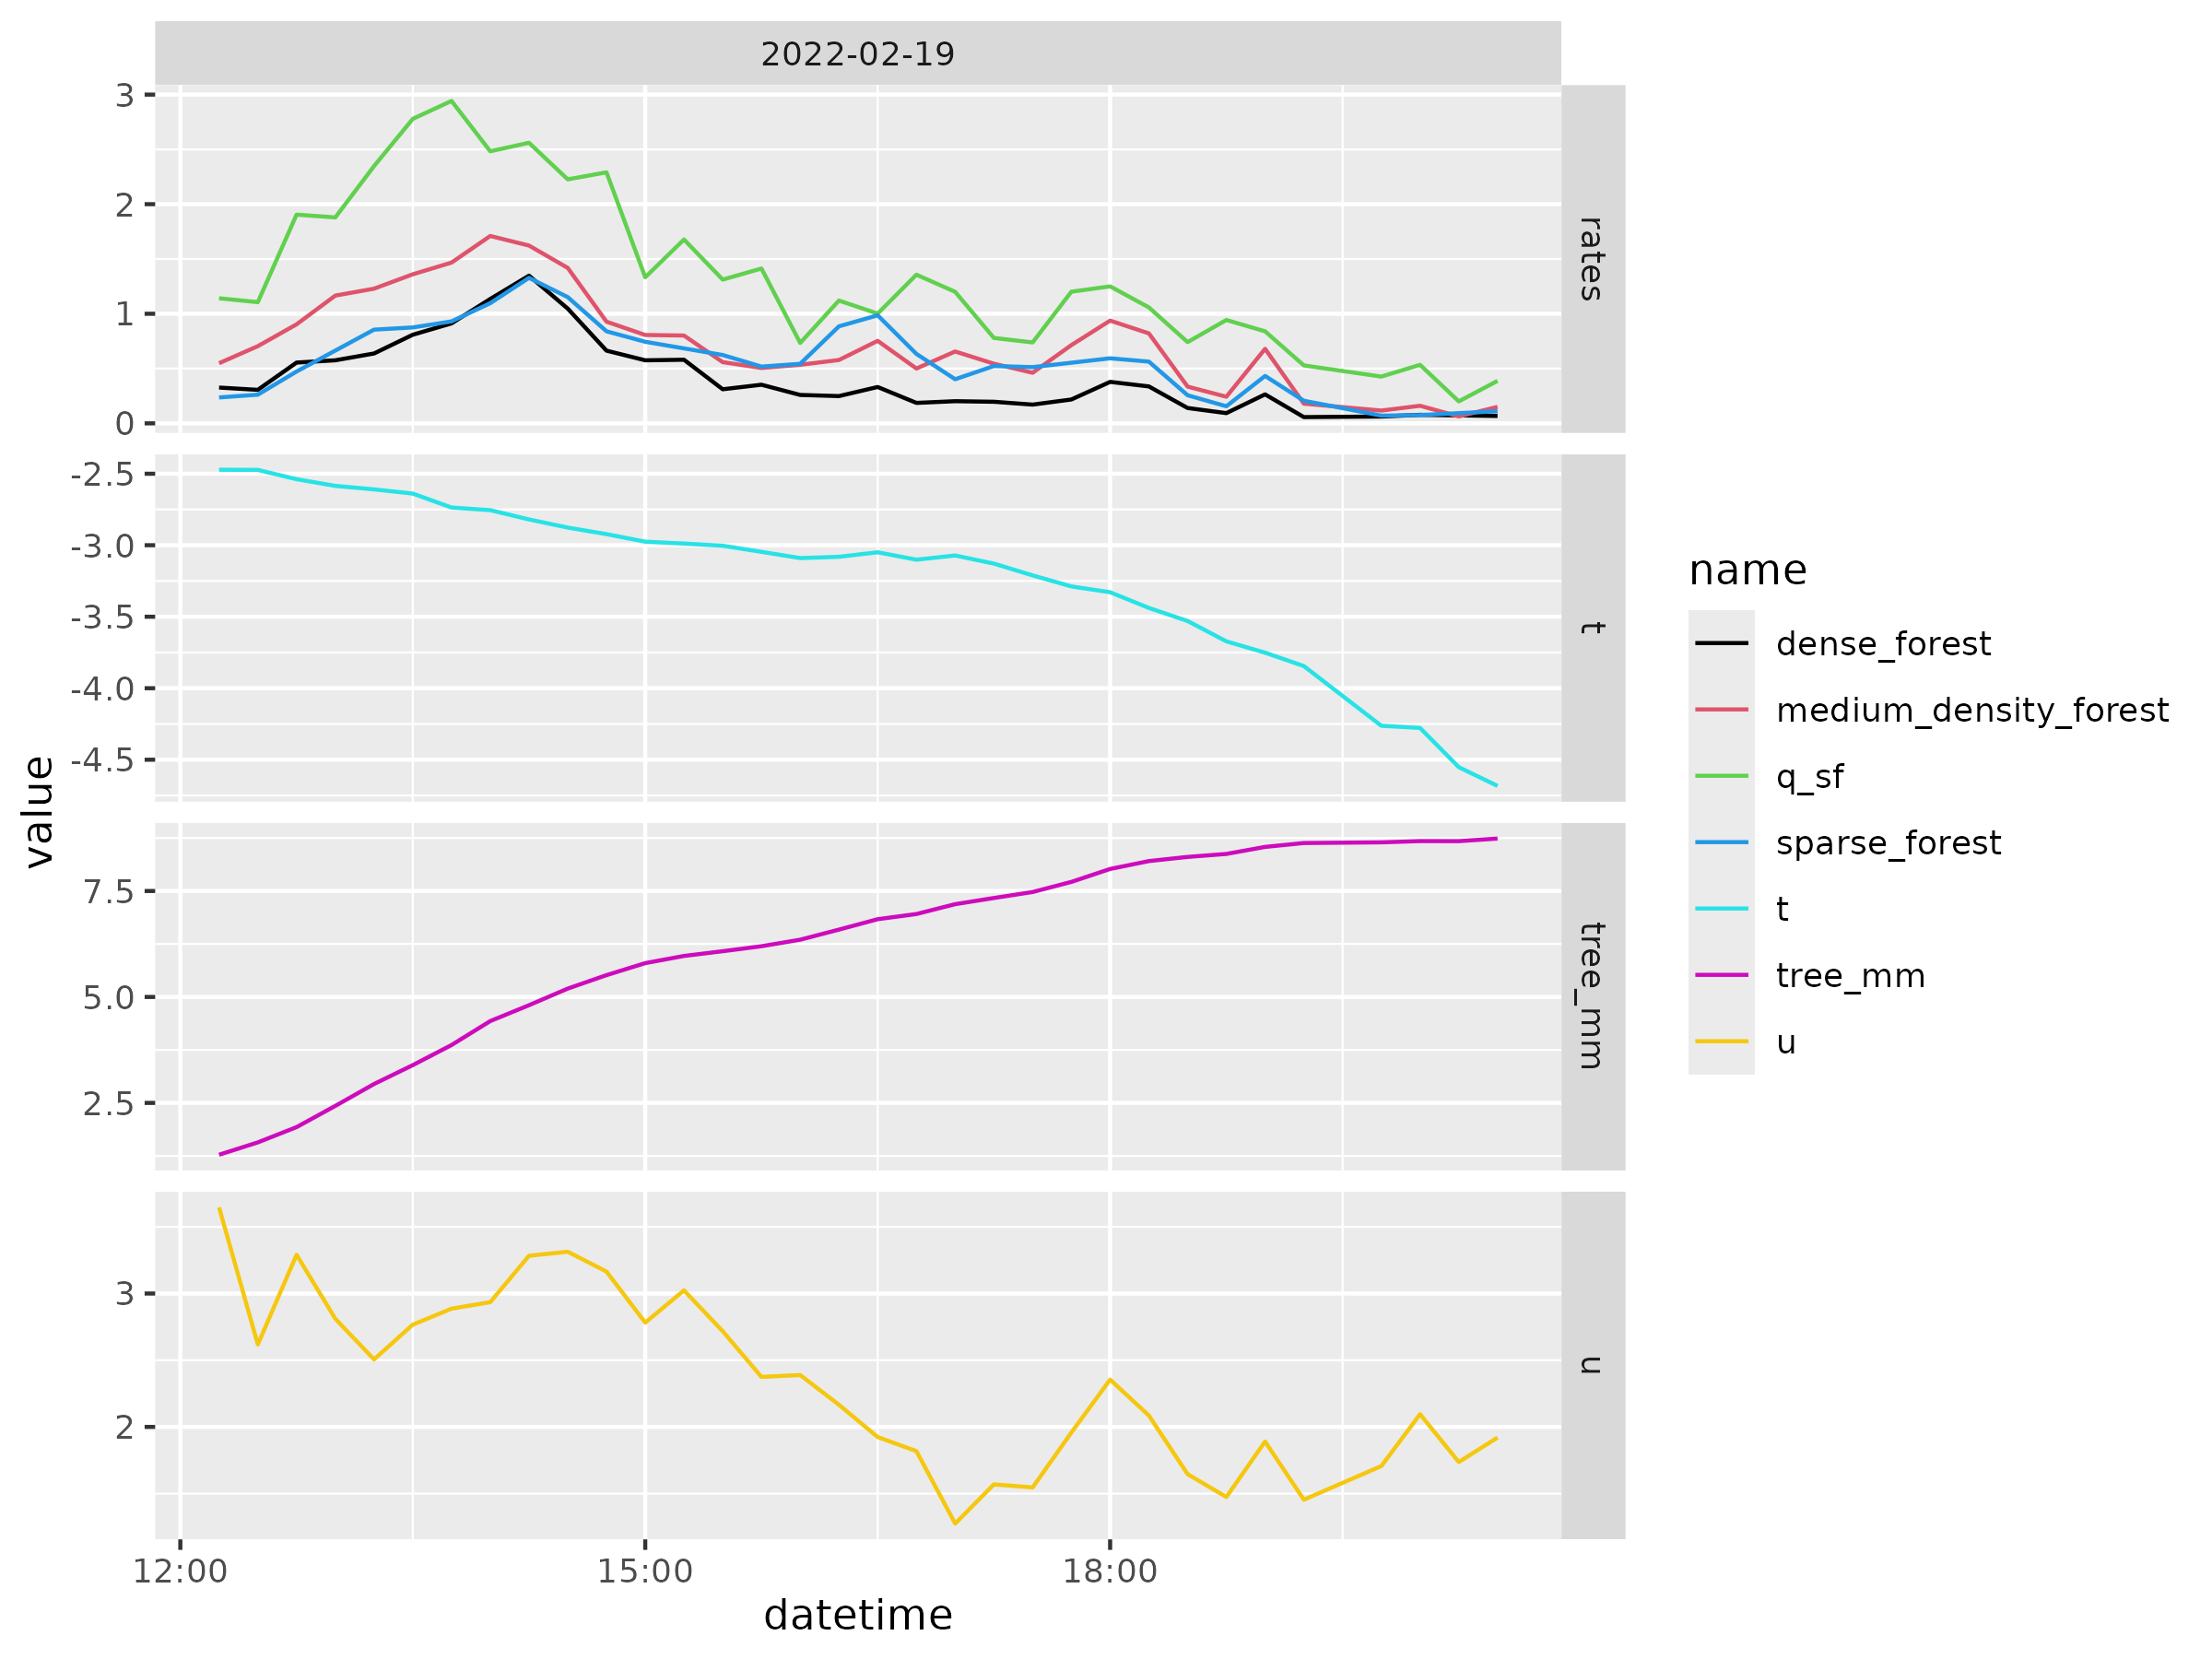 2022-02-19
3
2
1
0
rates
-2.5
-3.0
-3.5
-4.0
-4.5
t
7.5
5.0
2.5
tree_mm
3
2
u
12:00
15:00
18:00
datetime
value
name
dense_forest
medium_density_forest
q_sf
sparse_forest
t
tree_mm
u